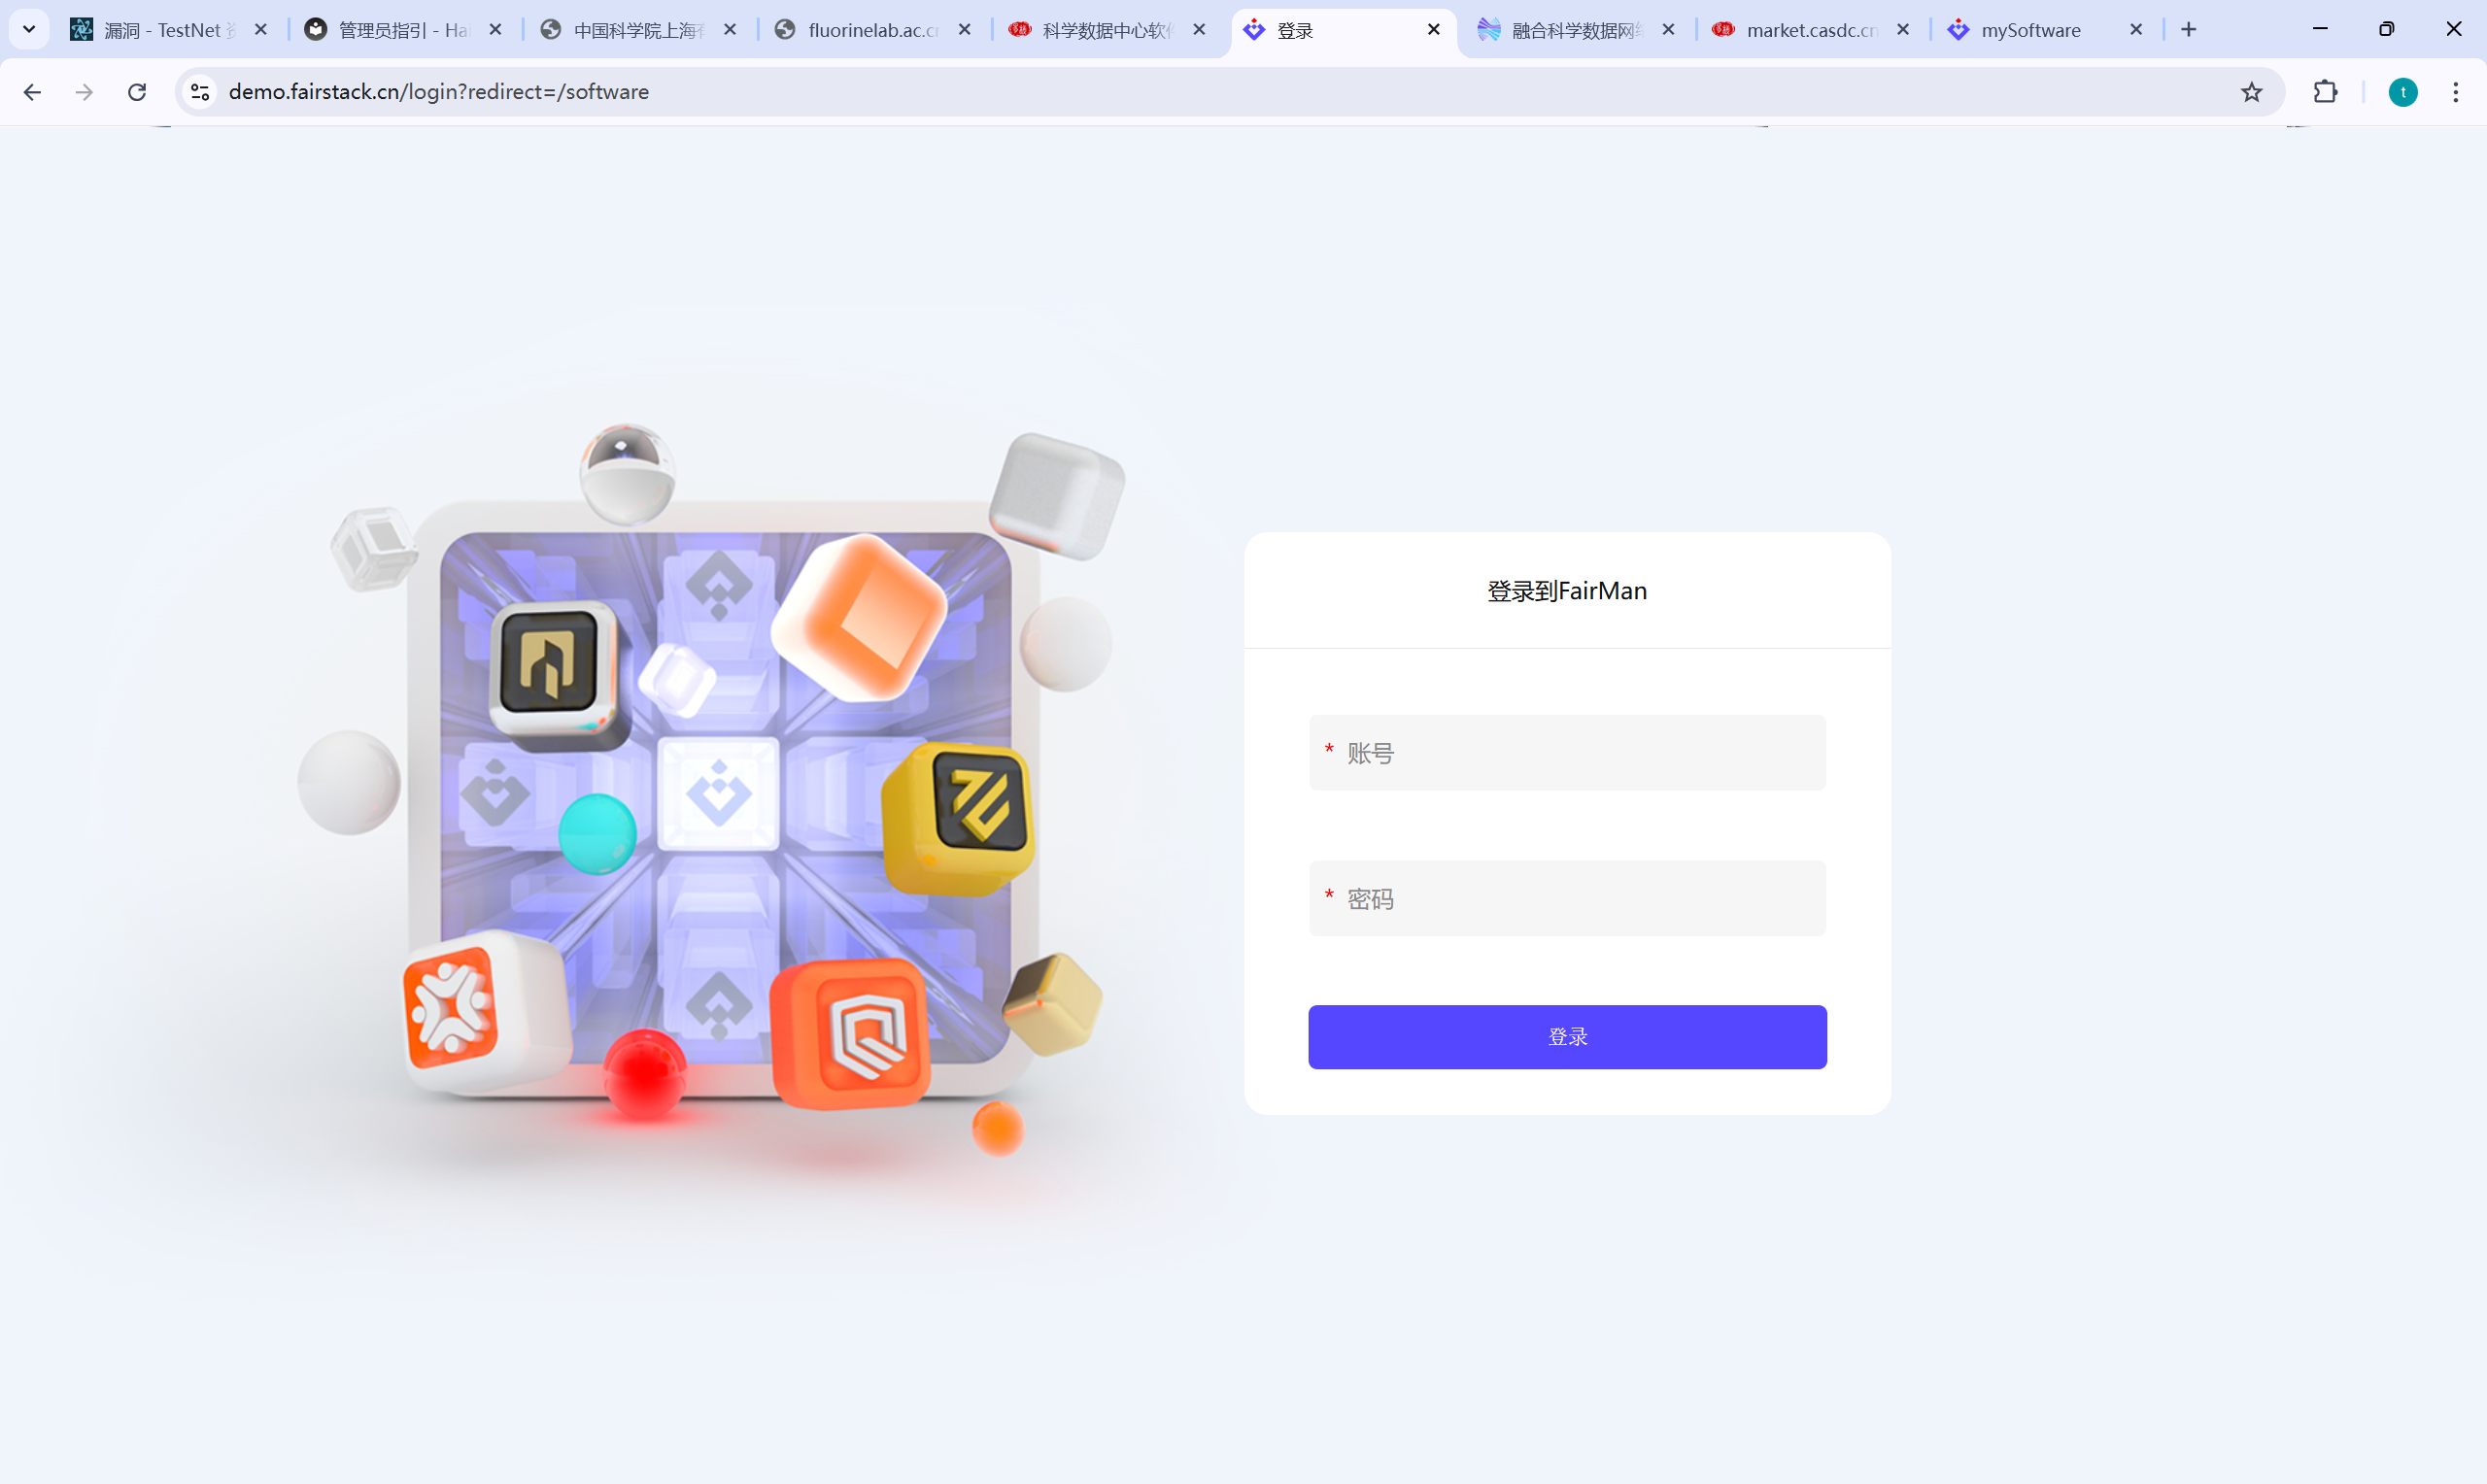 漏洞 - TestNet
管理员指引 - Ha
中国科学院上海
fluorinelab.ac.c
科学数据中心软
登录
融合科学数据网
market.casdc.cn
mySoftware
demo.fairstack.cn/login?redirect=/software
t
登录到FairMan
* 账号
* 密码
登录